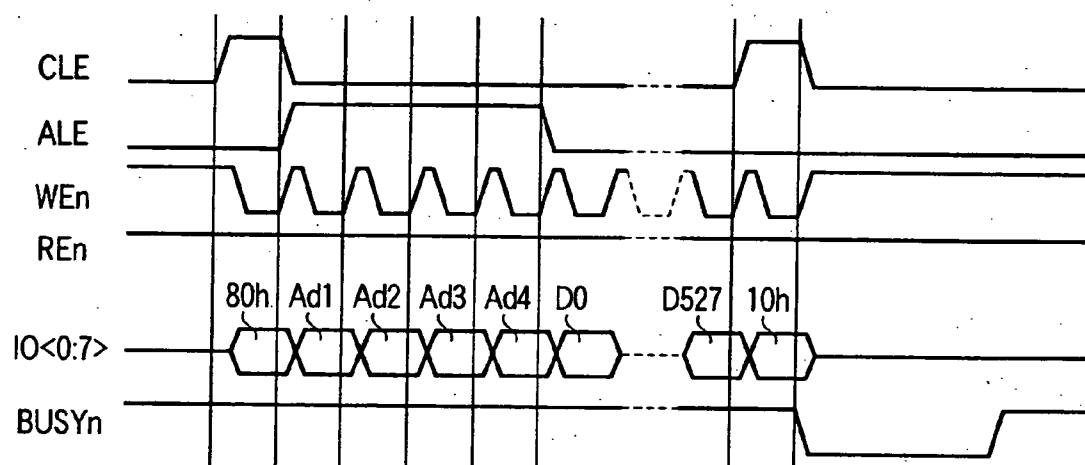 CLE
ALE
WEn
REn
80h Ad1 Ad2 Ad3 Ad4 D0 D527 10h
IO<0:7>
BUSYn